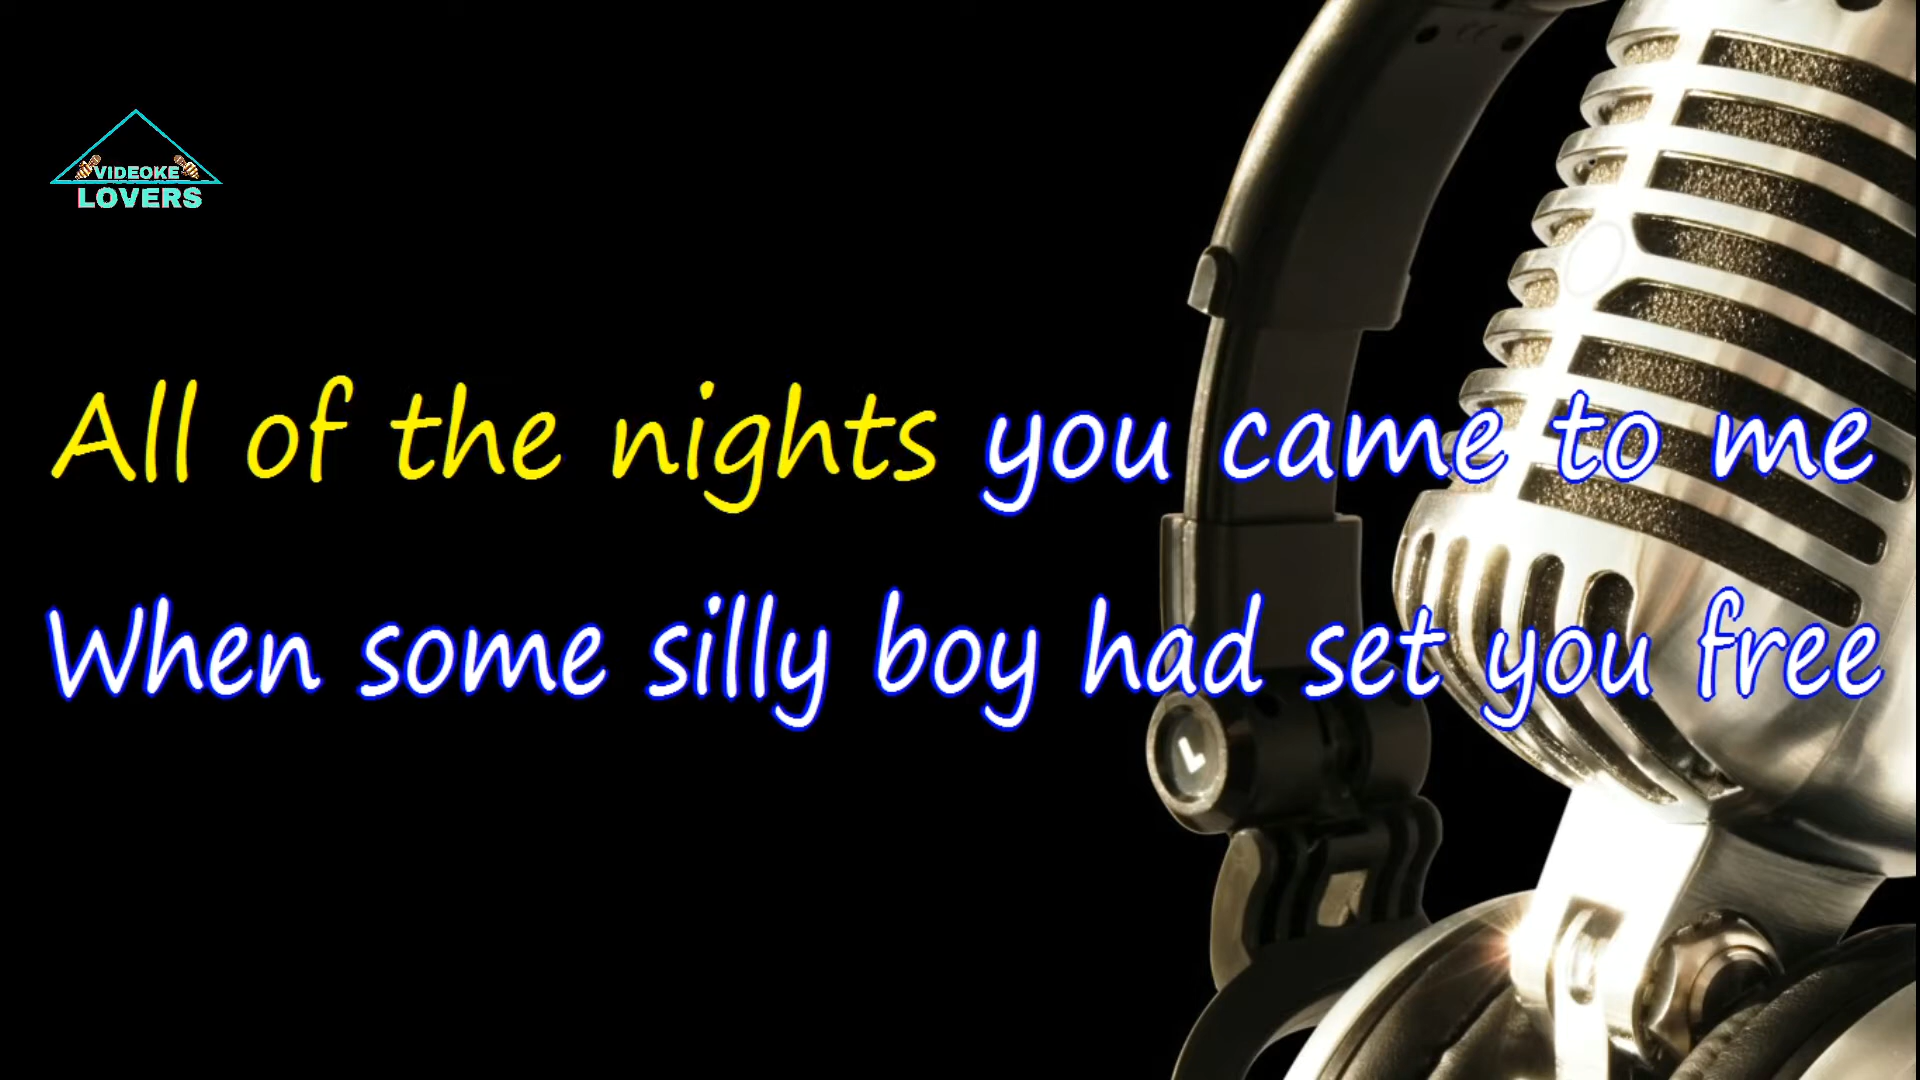 VIDEOKE
LOVERS
All of the nights you came to me
When some silly boy had set you free
L